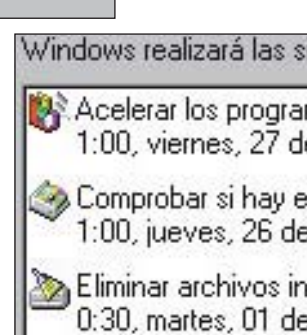 Windows realizará las
Acelerar los
1:00, viernes, 27
Comprobar si hay
1:00, jueves, 26 de
Eliminar archivos
0:30, martes, 01 de